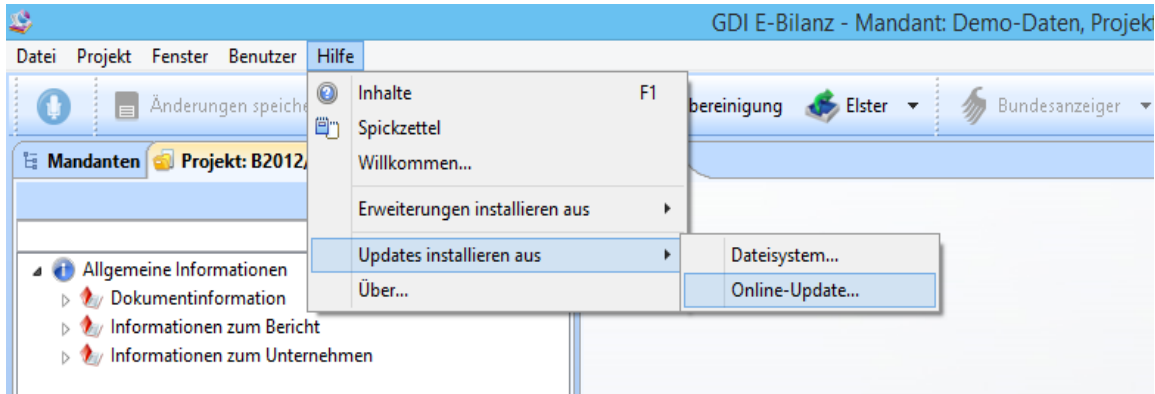 GDI E-Bilanz - Mandant: Demo-Daten, Projekt
Datei Projekt Fenster Benutzer Hilfe
Änderungen speiche bereinigung Elster Bundesanzeiger
Inhalte F1
Spickzettel
Willkommen...
Erweiterungen installieren aus
Updates installieren aus
Über...
Dateisystem...
Online-Update...
Mandanten Projekt: B2012/
Allgemeine Informationen
Dokumentinformation
Informationen zum Bericht
Informationen zum Unternehmen